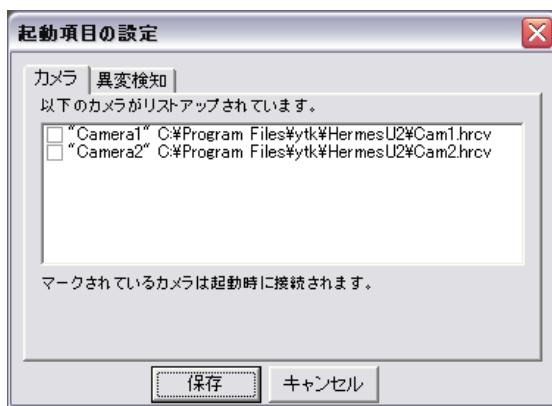 起動項目の設定
カメラ 異変検知
以下のカメラがリストアップされています。
"Camera1" C:¥Program Files¥ytk¥HermesU2¥Cam1.hrcv
"Camera2" C:¥Program Files¥ytk¥HermesU2¥Cam2.hrcv
マークされているカメラは起動時に接続されます。
保存 キャンセル